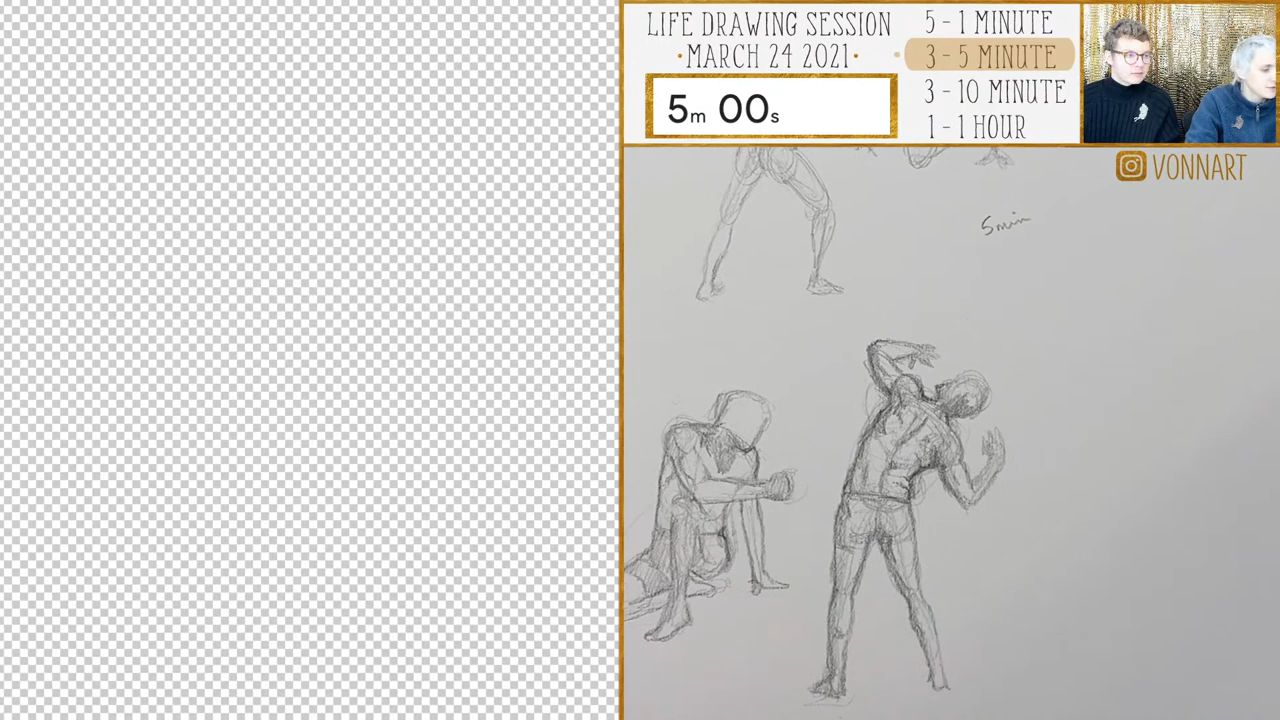 LIFE DRAWING SESSION
·MARCH 24 2021·
5m 00s
5 - 1 MINUTE
3 - 5 MINUTE
3 - 10 MINUTE
1 - 1 HOUR
VONNART
5min